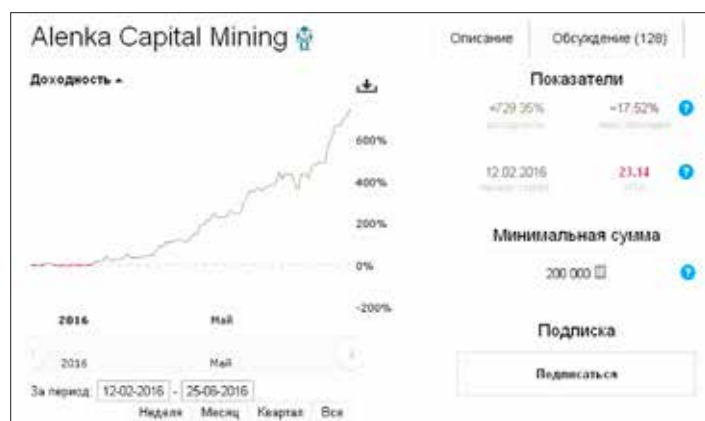 Alenka Capital Mining
Описание
Обсуждение (128)
Доходность
600%
400%
200%
0%
-200%
2016
Май
2016
Май
За период: 12-02-2016 - 25-06-2016
Неделя Месяц Квартал Все
Показатели
+729.35% -17.52%
12.02.2016 23.14
Минимальная сумма
200 000
Подписка
Подписаться